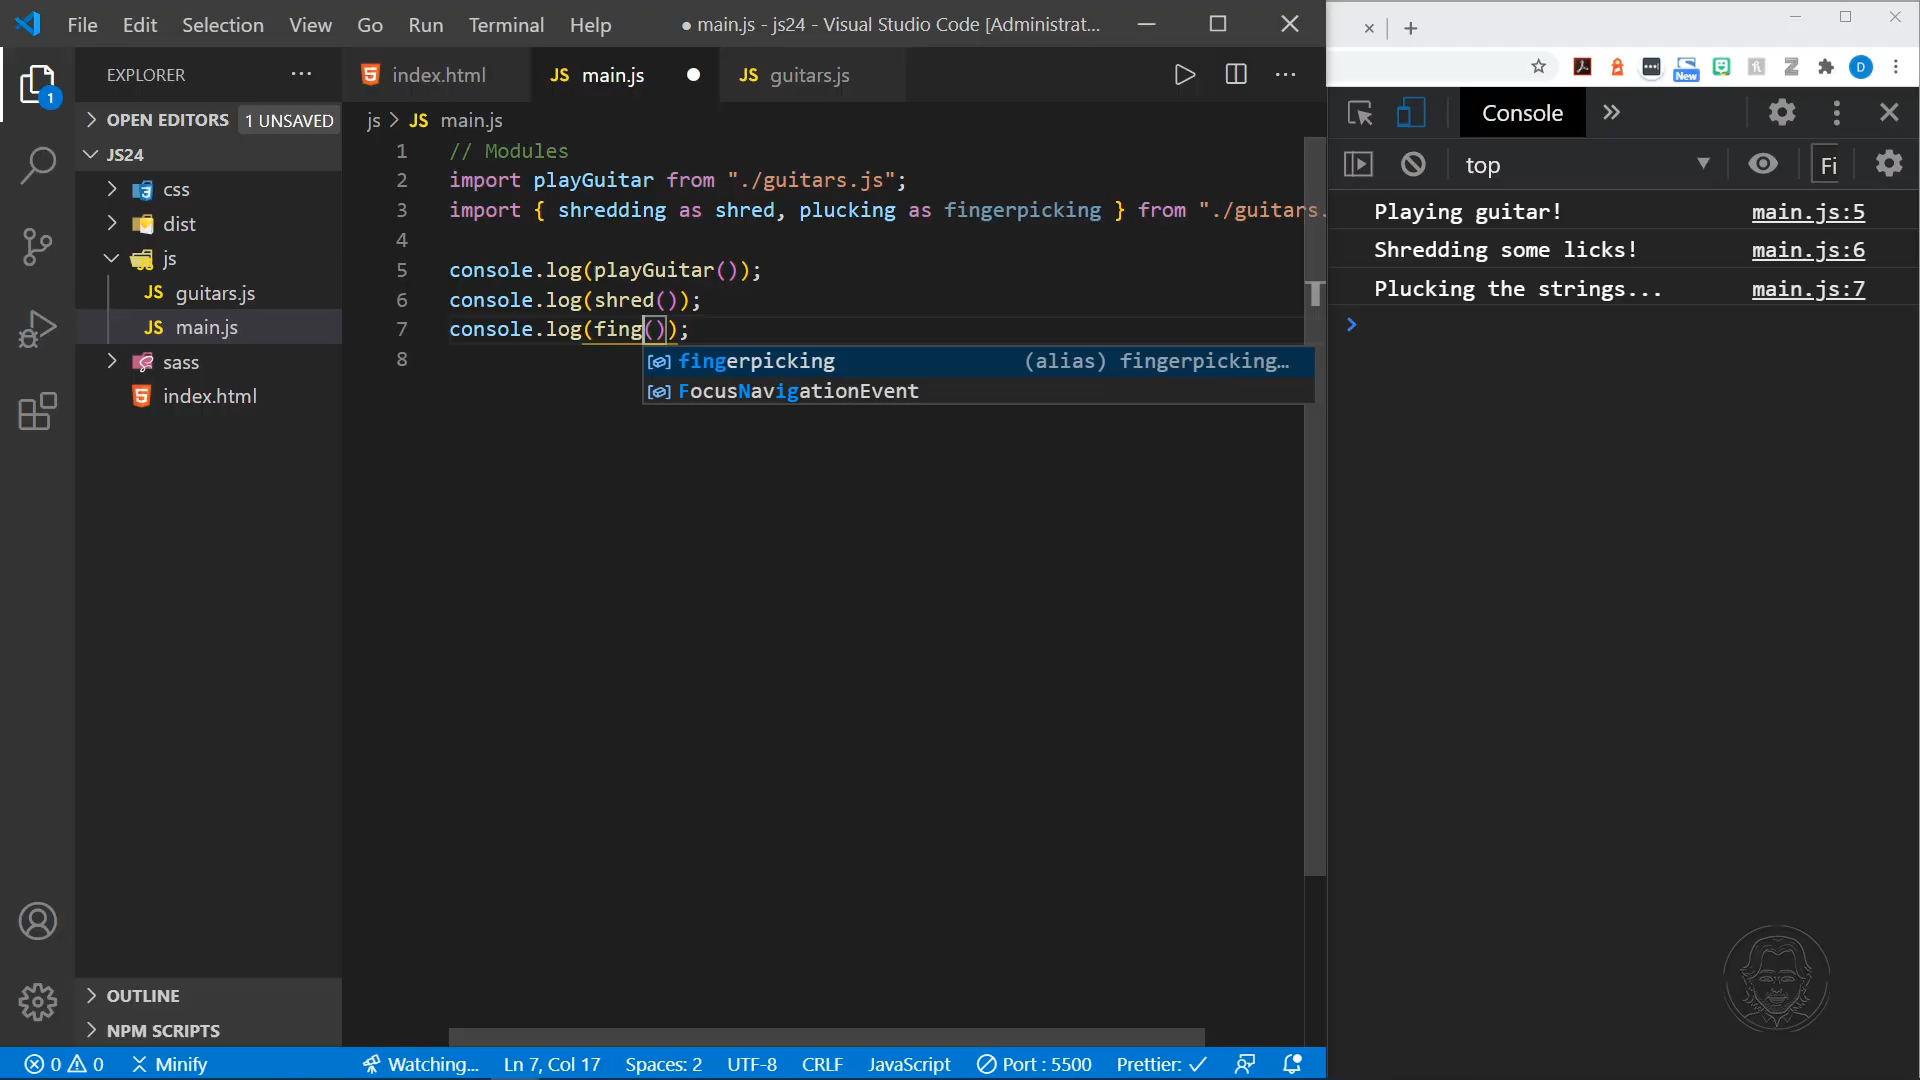 File Edit Selection View Go Run Terminal Help
● main.js - js24 - Visual Studio Code [Administrat...
EXPLORER
OPEN EDITORS 1 UNSAVED
JS24
css
dist
js
JS guitars.js
JS main.js
sass
index.html
OUTLINE
NPM SCRIPTS
1
index.html
JS main.js
JS guitars.js
js > JS main.js
1 // Modules
2 import playGuitar from "./guitars.js";
3 import { shredding as shred, plucking as fingerpicking } from "./guitars.
4
5 console.log(playGuitar());
6 console.log(shred());
7 console.log(fing());
8
fingerpicking (alias) fingerpicking...
FocusNavigationEvent
0 0 Minify Watching... Ln 7, Col 17 Spaces: 2 UTF-8 CRLF JavaScript Port : 5500 Prettier: ✓
New
D
Console
top
Fi
Playing guitar! main.js:5
Shredding some licks! main.js:6
Plucking the strings... main.js:7
>